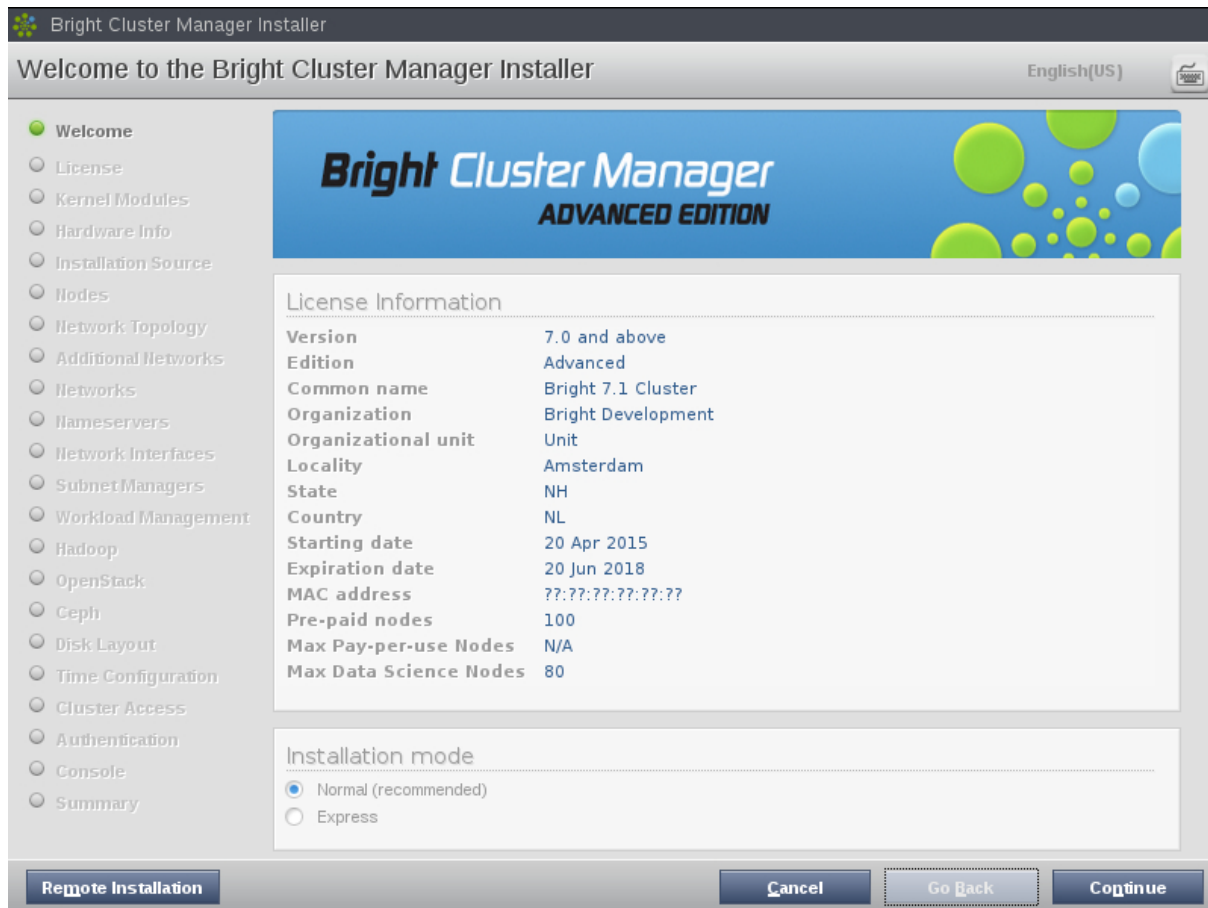 Bright Cluster Manager Installer
Welcome to the Bright Cluster Manager Installer
English(US)
Welcome
License
Kernel Modules
Hardware Info
Installation Source
Nodes
Network Topology
Additional Networks
Networks
Nameservers
Network Interfaces
Subnet Managers
Workload Management
Hadoop
OpenStack
Ceph
Disk Layout
Time Configuration
Cluster Access
Authentication
Console
Summary
Bright Cluster Manager
ADVANCED EDITION
License Information
Version 7.0 and above
Edition Advanced
Common name Bright 7.1 Cluster
Organization Bright Development
Organizational unit Unit
Locality Amsterdam
State NH
Country NL
Starting date 20 Apr 2015
Expiration date 20 Jun 2018
MAC address ??:??:??:??:??:??
Pre-paid nodes 100
Max Pay-per-use Nodes N/A
Max Data Science Nodes 80
Installation mode
Normal (recommended)
Express
Remote Installation
Cancel
Go Back
Continue